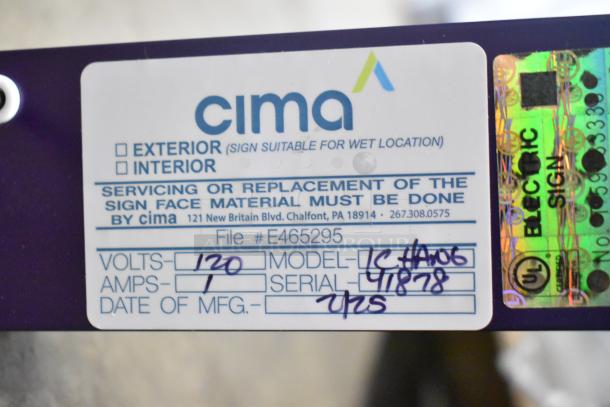 cima
EXTERIOR (SIGN SUITABLE FOR WET LOCATION)
INTERIOR
SERVICING OR REPLACEMENT OF THE
SIGN FACE MATERIAL MUST BE DONE
BY cima 121 New Britain Blvd. Chalfont, PA 18914 • 267.308.0575
File #E465295
VOLTS- 120 MODEL-
AMPS- 1 SERIAL- 41878
DATE OF MFG.- 2/25
ELECTRIC
SIGN
UL